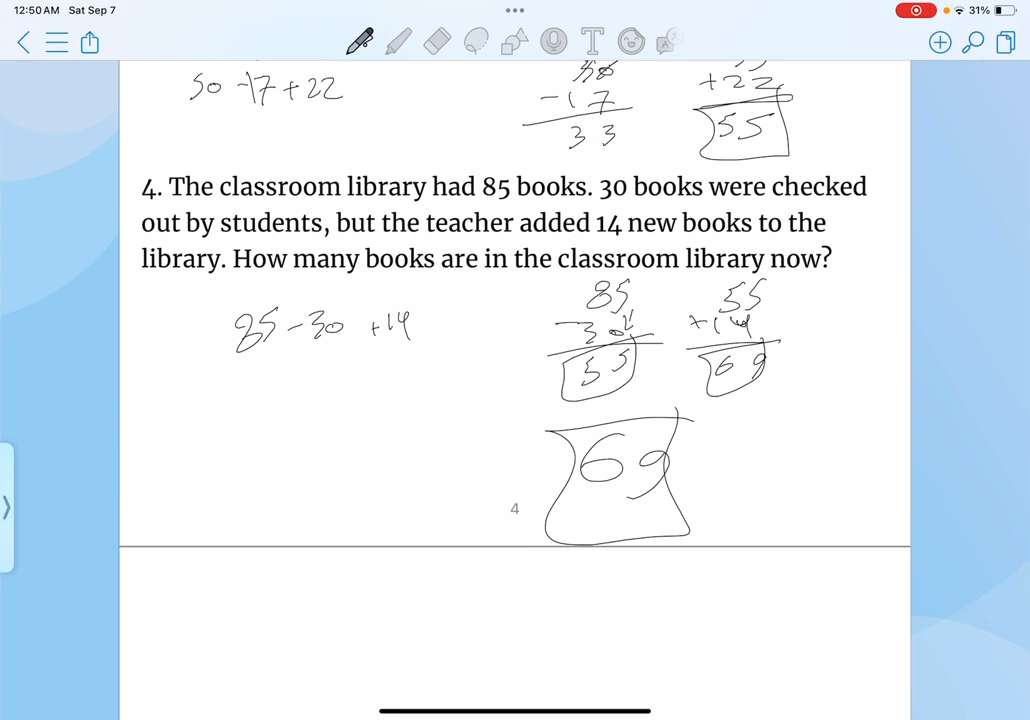 12:50 AM Sat Sep 7
31%
50 -17 + 22
50
-17
33
+22
55
4. The classroom library had 85 books. 30 books were checked
out by students, but the teacher added 14 new books to the
library. How many books are in the classroom library now?
85 - 30 + 14
85
-30
55
55
+14
69
69
4